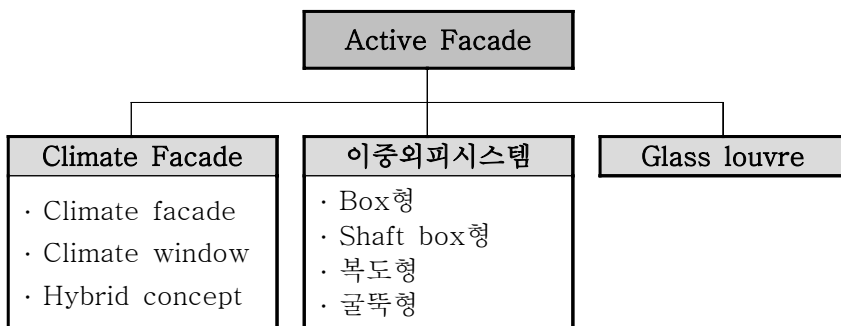 Active Facade
Climate Facade
· Climate facade
· Climate window
· Hybrid concept
이중외피시스템
· Box형
· Shaft box형
· 복도형
· 굴뚝형
Glass louvre